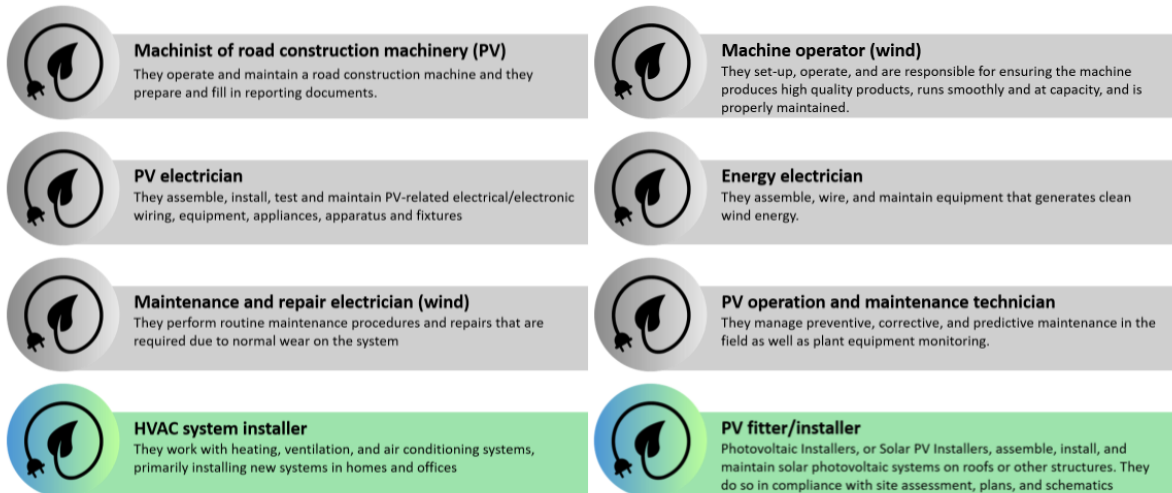 Machinist of road construction machinery (PV)
They operate and maintain a road construction machine and they
prepare and fill in reporting documents.
Machine operator (wind)
They set-up, operate, and are responsible for ensuring the machine
produces high quality products, runs smoothly and at capacity, and is
properly maintained.
PV electrician
They assemble, install, test and maintain PV-related electrical/electronic
wiring, equipment, appliances, apparatus and fixtures
Energy electrician
They assemble, wire, and maintain equipment that generates clean
wind energy.
Maintenance and repair electrician (wind)
They perform routine maintenance procedures and repairs that are
required due to normal wear on the system
PV operation and maintenance technician
They manage preventive, corrective, and predictive maintenance in the
field as well as plant equipment monitoring.
HVAC system installer
They work with heating, ventilation, and air conditioning systems,
primarily installing new systems in homes and offices
PV fitter/installer
Photovoltaic Installers, or Solar PV Installers, assemble, install, and
maintain solar photovoltaic systems on roofs or other structures. They
do so in compliance with site assessment, plans, and schematics